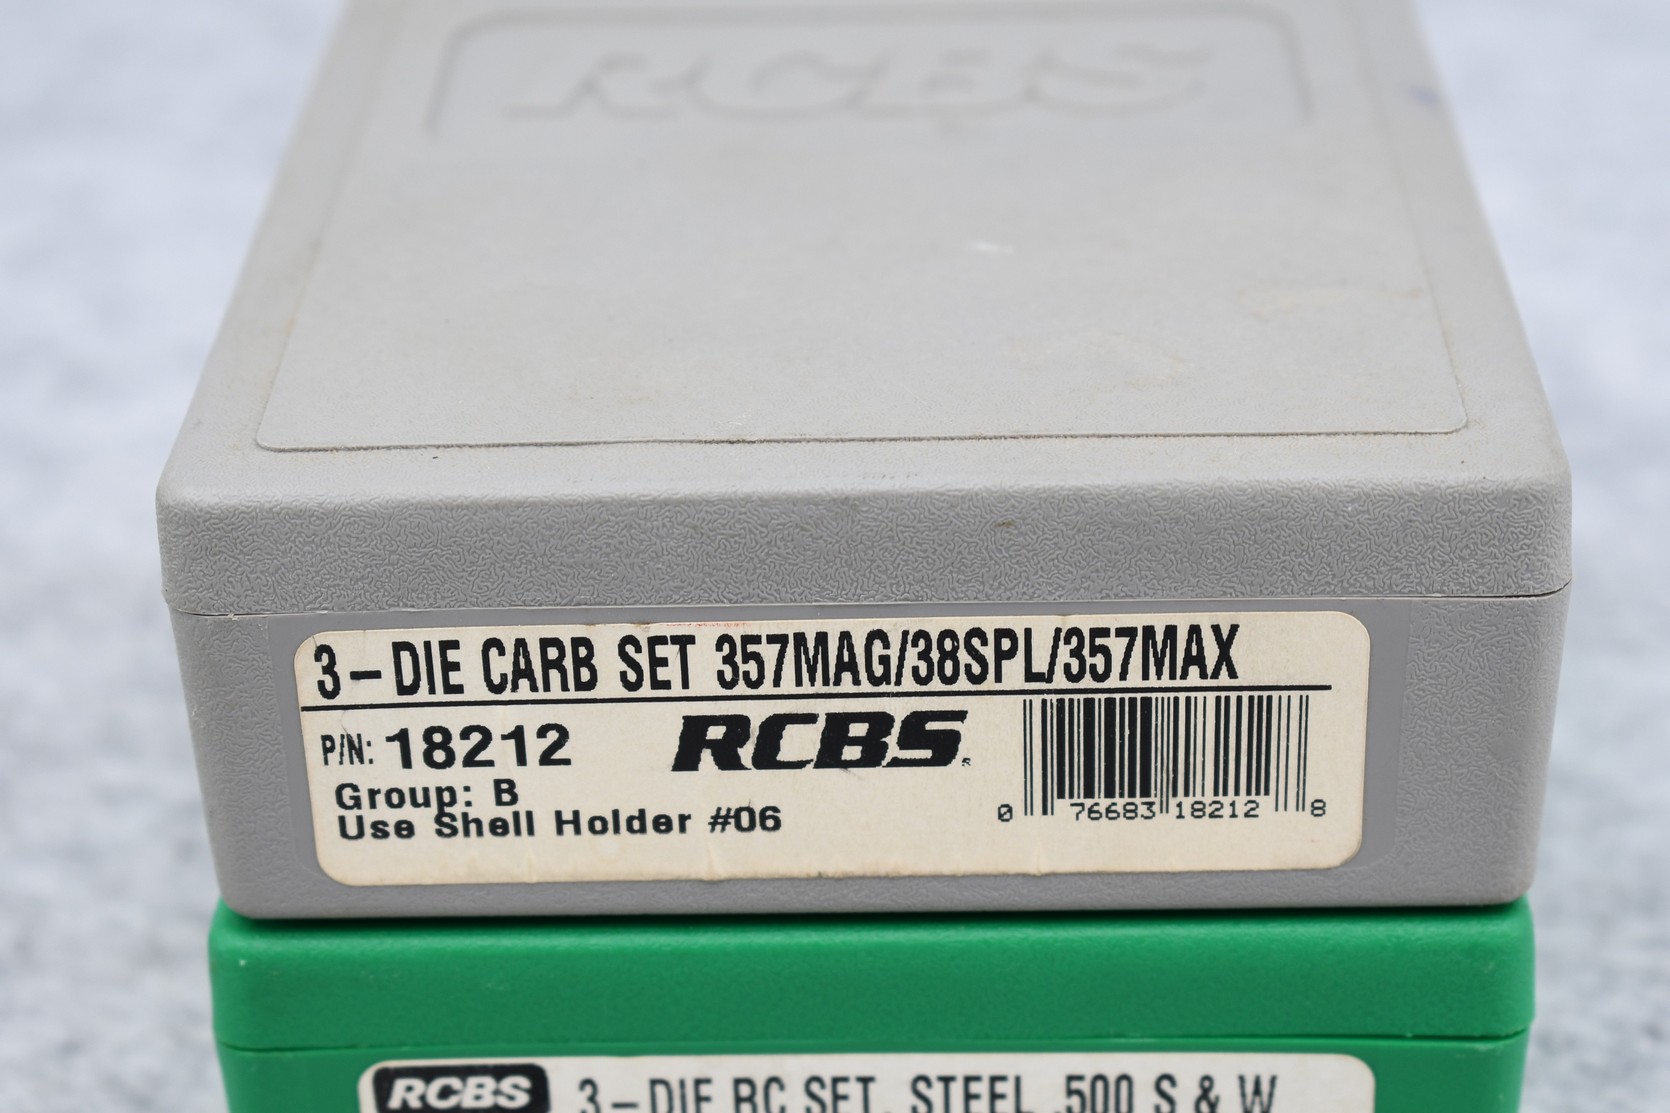 RCBS
3-DIE CARB SET 357MAG/38SPL/357MAX
P/N: 18212
RCBS.
Group: B
Use Shell Holder #06
0 76683 18212 8
RCBS
3-DIE RC SET, STEEL .500 S & W